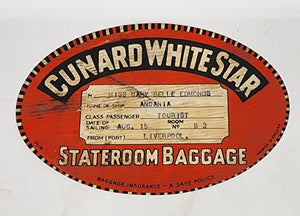 CUNARD WHITE STAR
M MISS MARY BELLE EDMONDS
NAME OF SHIP ANDANIA
CLASS PASSENGER TOURIST
DATE OF SAILING AUG. 15 ROOM No B 3
FROM (PORT) LIVERPOOL.
STATEROOM BAGGAGE
BAGGAGE INSURANCE - A SAFE POLICY